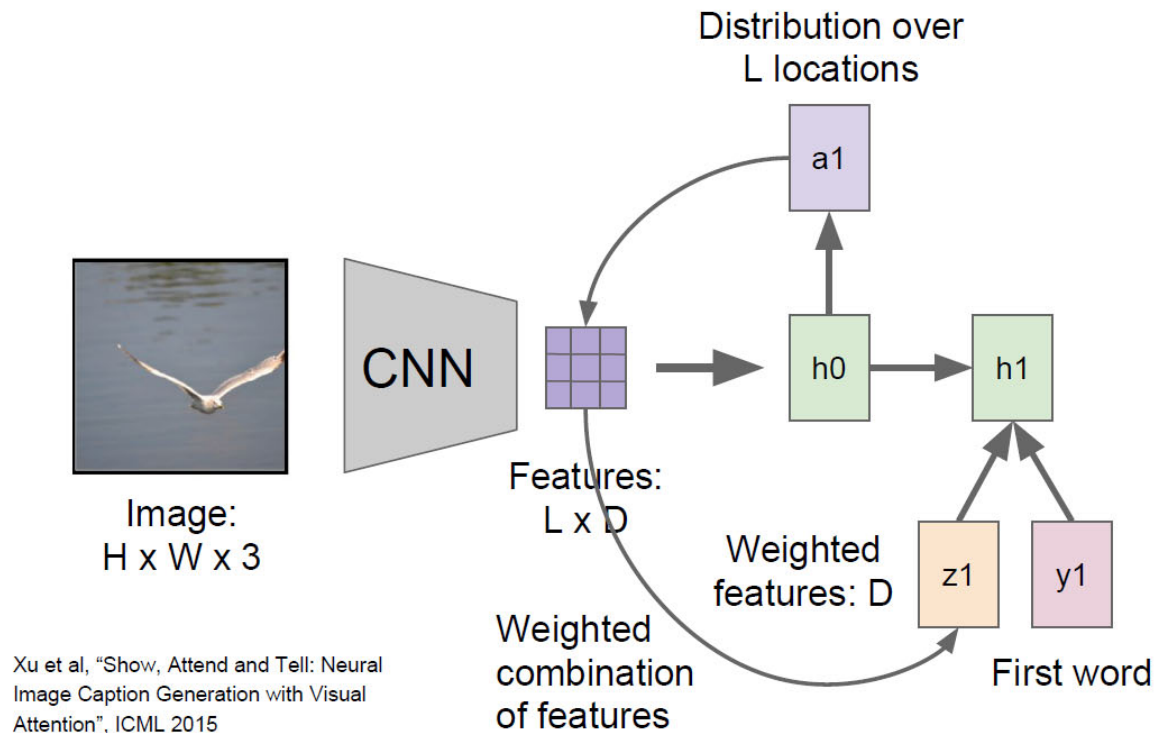 Distribution over
L locations
a1
CNN
h0
h1
Features:
L x D
Image:
H x W x 3
Weighted
features: D
z1
y1
First word
Weighted
combination
of features
Xu et al, “Show, Attend and Tell: Neural
Image Caption Generation with Visual
Attention”, ICML 2015